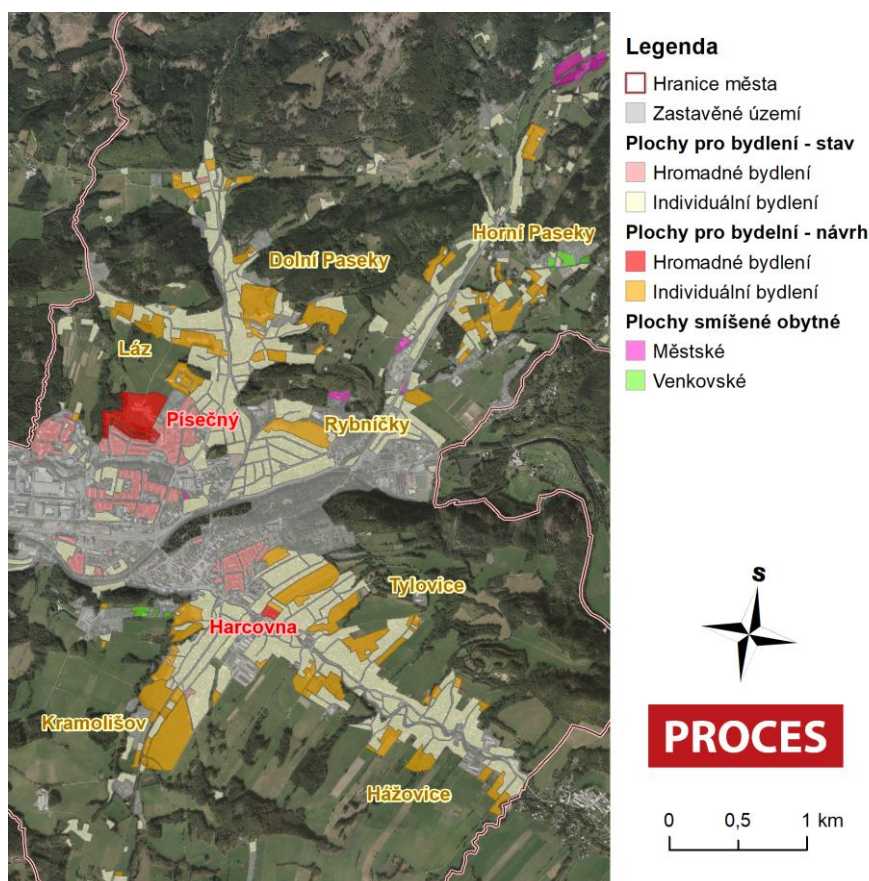 Horní Paseky
Dolní Paseky
Láz
Písečný
Rybníčky
Tylovice
Harcovna
Kramolišov
Hážovice
Legenda
Hranice města
Zastavěné území
Plochy pro bydlení - stav
Hromadné bydlení
Individuální bydlení
Plochy pro bydelní - návrh
Hromadné bydlení
Individuální bydlení
Plochy smíšené obytné
Městské
Venkovské
S
PROCES
0 0,5 1 km